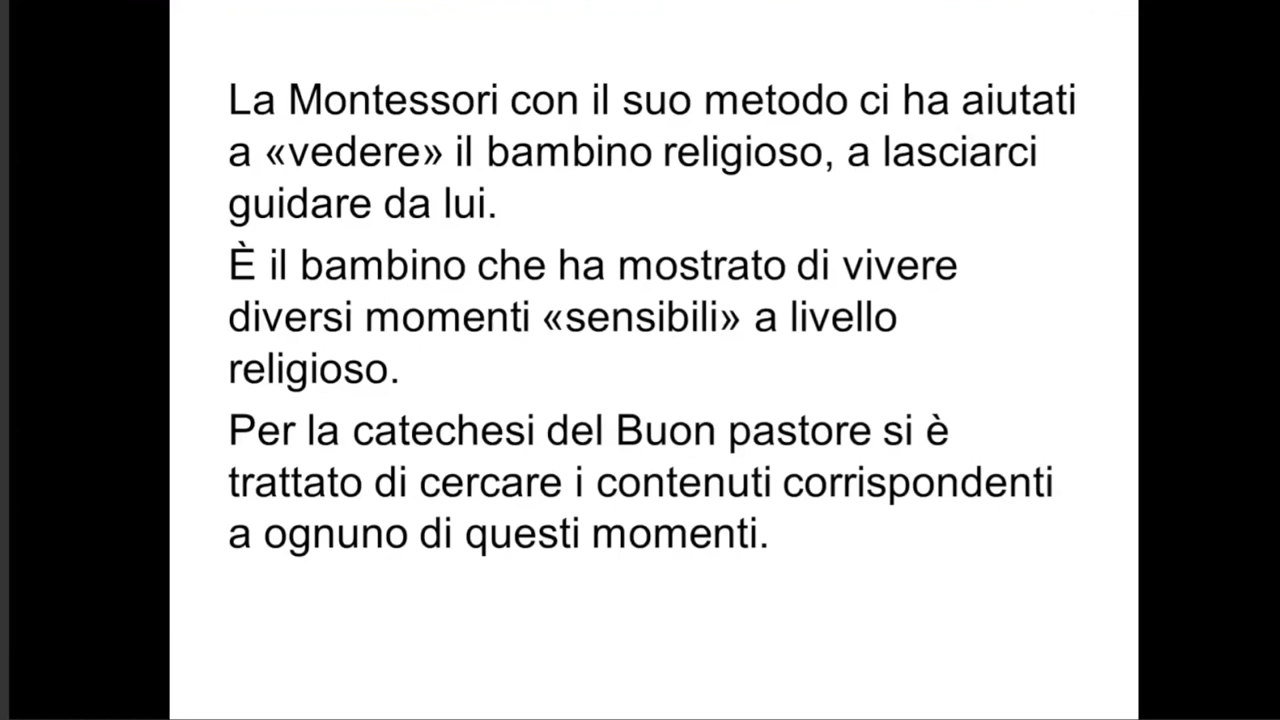 La Montessori con il suo metodo ci ha aiutati
a «vedere» il bambino religioso, a lasciarci
guidare da lui.
È il bambino che ha mostrato di vivere
diversi momenti «sensibili» a livello
religioso.
Per la catechesi del Buon pastore si è
trattato di cercare i contenuti corrispondenti
a ognuno di questi momenti.